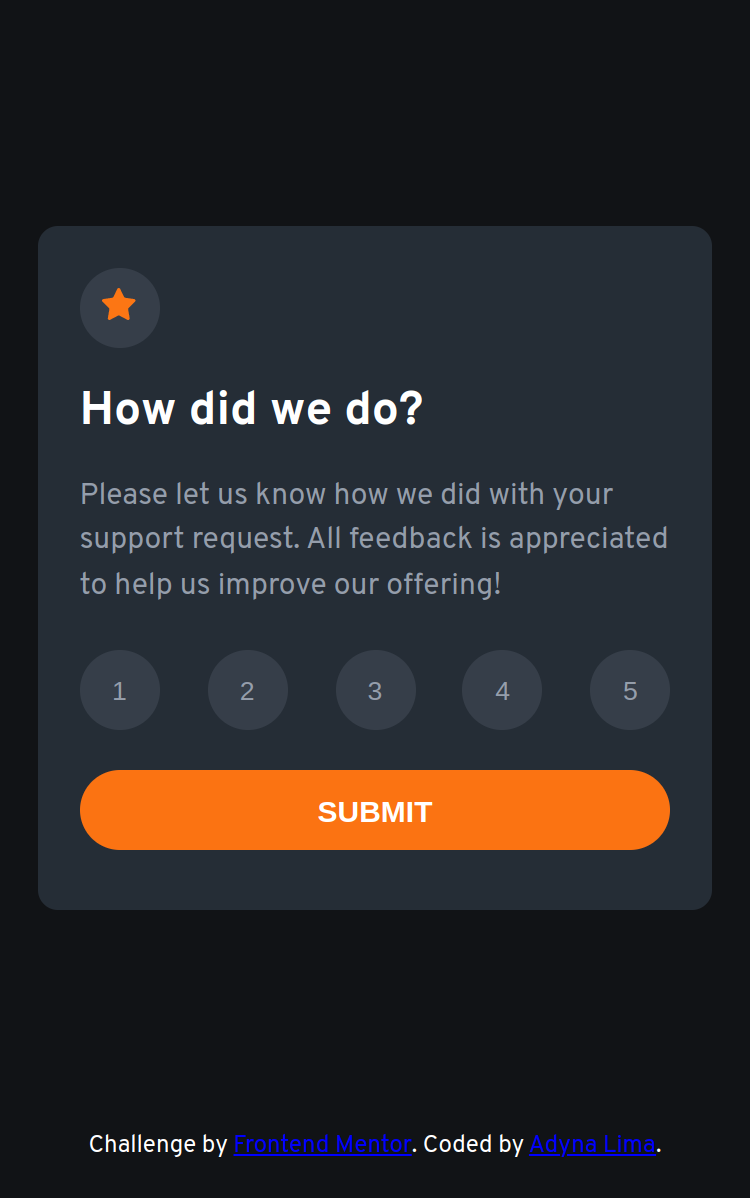 How did we do?
Please let us know how we did with your
support request. All feedback is appreciated
to help us improve our offering!
1 2 3 4 5
SUBMIT
Challenge by Frontend Mentor. Coded by Adyna Lima.